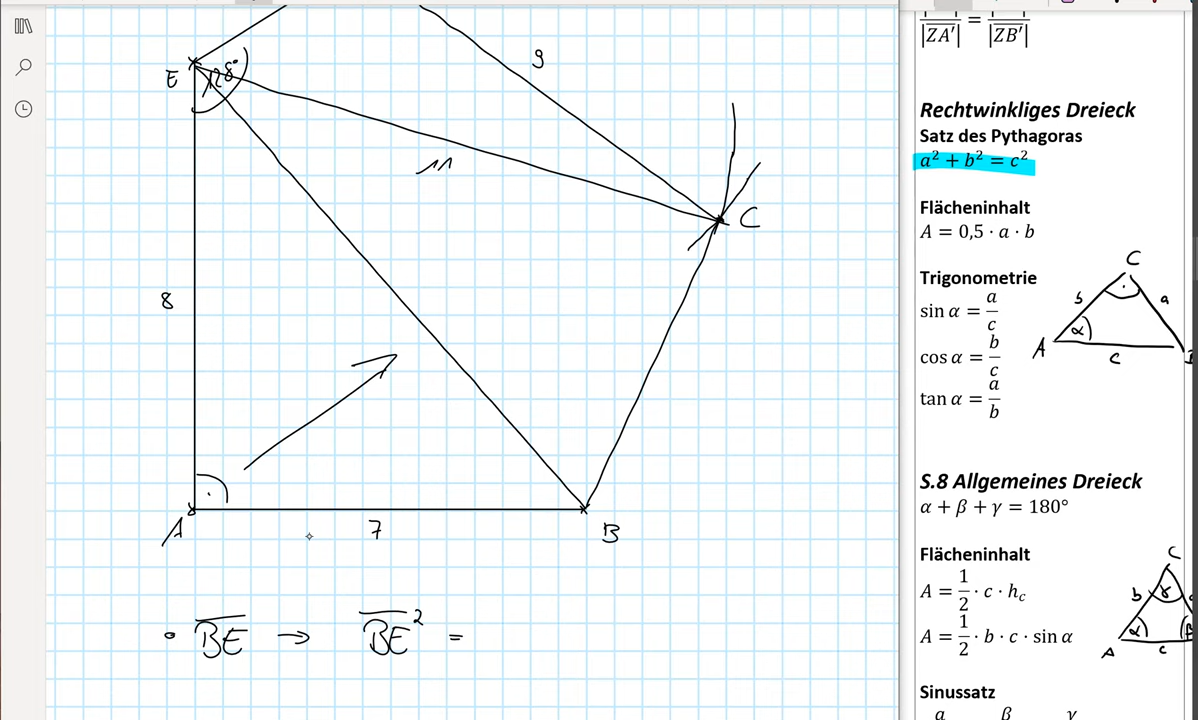 9
E
128°
11
C
8
A
7
B
• BE → BE² =
|ZA'| = |ZB'|
Rechtwinkliges Dreieck
Satz des Pythagoras
a² + b² = c²
Flächeninhalt
A = 0,5 · a · b
Trigonometrie
sin α = a/c
cos α = b/c
tan α = a/b
C
b
a
α
A
c
S.8 Allgemeines Dreieck
α + β + γ = 180°
Flächeninhalt
A = 1/2 · c · h_c
A = 1/2 · b · c · sin α
C
b
γ
α
β
A
c
Sinussatz
a β γ